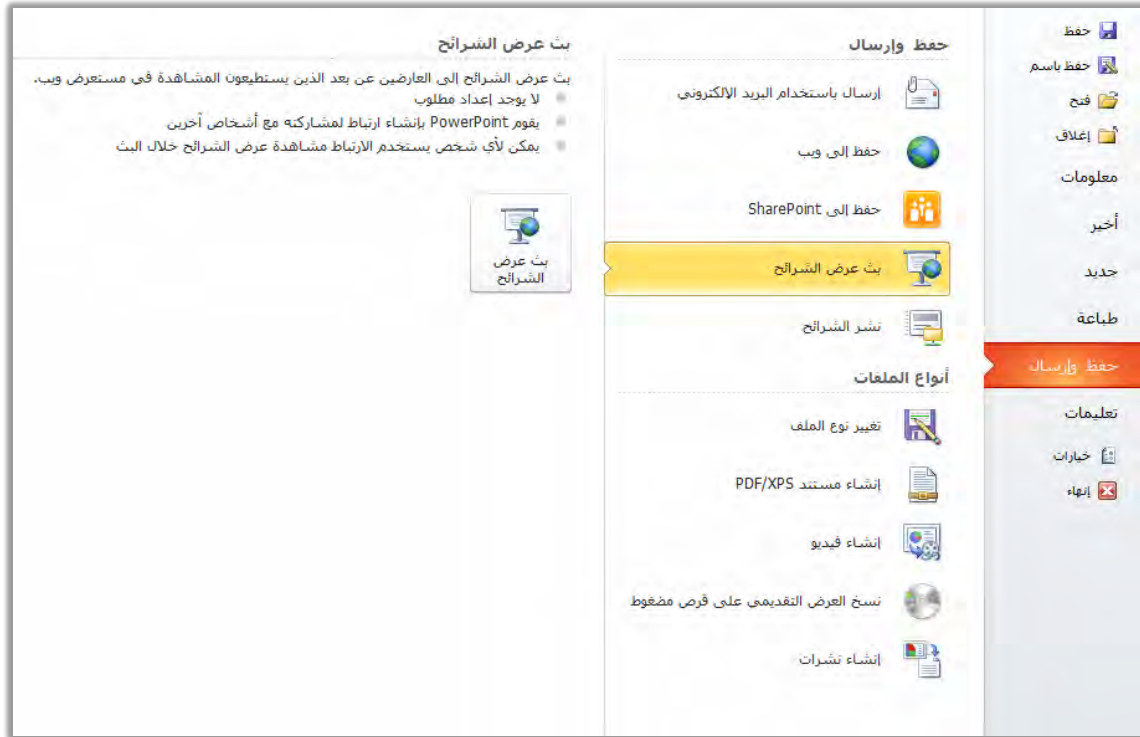 حفظ
حفظ باسم
فتح
إغلاق
معلومات
أخير
جديد
طباعة
حفظ وإرسال
تعليمات
خيارات
إنهاء
حفظ وإرسال
إرسال باستخدام البريد الإلكتروني
حفظ إلى ويب
حفظ إلى SharePoint
بث عرض الشرائح
نشر الشرائح
أنواع الملفات
تغيير نوع الملف
إنشاء مستند PDF/XPS
إنشاء فيديو
نسخ العرض التقديمي على قرص مضغوط
إنشاء نشرات
بث عرض الشرائح
بث عرض الشرائح إلى العارضين عن بعد الذين يستطيعون المشاهدة في مستعرض ويب.
لا يوجد إعداد مطلوب
يقوم PowerPoint بإنشاء ارتباط لمشاركته مع أشخاص آخرين
يمكن لأي شخص يستخدم الارتباط مشاهدة عرض الشرائح خلال البث
بث عرض
الشرائح